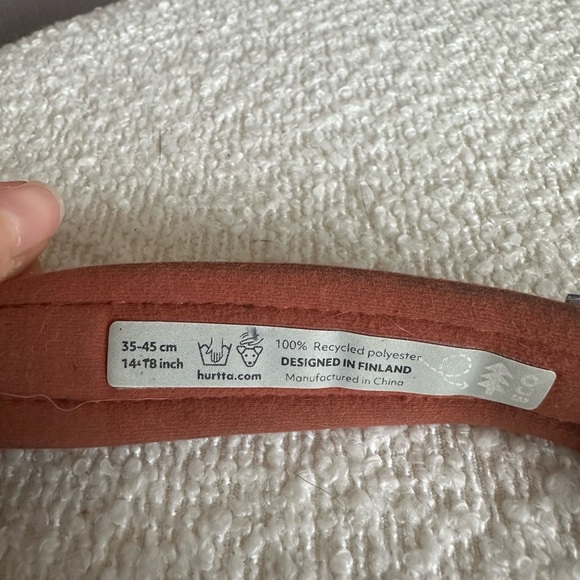 35-45 cm
14-18 inch
hurtta.com
100% Recycled polyester
DESIGNED IN FINLAND
Manufactured in China